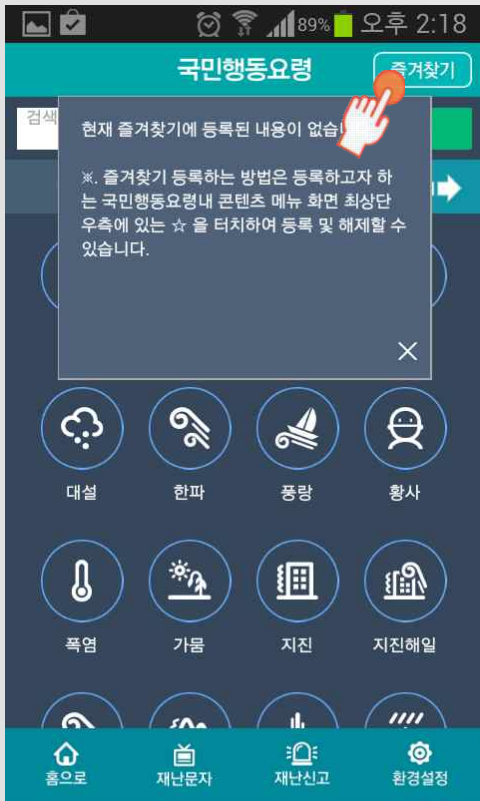 89% 오후 2:18
국민행동요령 즐겨찾기
검색
현재 즐겨찾기에 등록된 내용이 없습
※. 즐겨찾기 등록하는 방법은 등록하고자 하
는 국민행동요령내 콘텐츠 메뉴 화면 최상단
우측에 있는 ☆ 을 터치하여 등록 및 해제할 수
있습니다.
대설 한파 풍랑 황사
폭염 가뭄 지진 지진해일
홈으로 재난문자 재난신고 환경설정